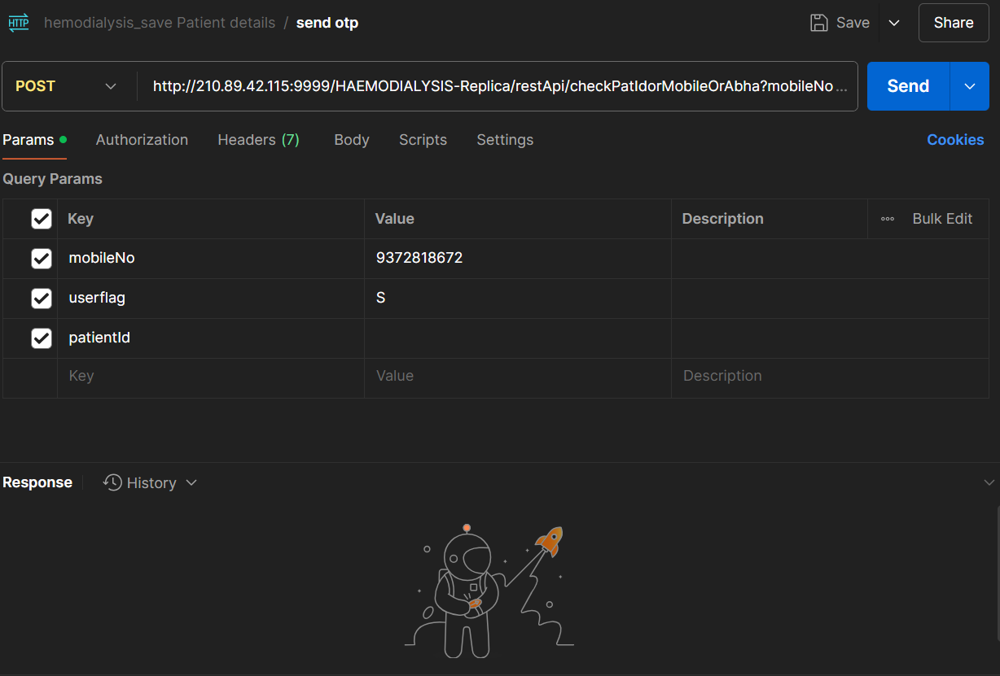 HTTP hemodialysis_save Patient details / send otp Save Share
POST http://210.89.42.115:9999/HAEMODIALYSIS-Replica/restApi/checkPatIdorMobileOrAbha?mobileNo... Send
Params Authorization Headers (7) Body Scripts Settings Cookies
Query Params
Key Value Description Bulk Edit
mobileNo 9372818672
userflag S
patientId
Key Value Description
Response History